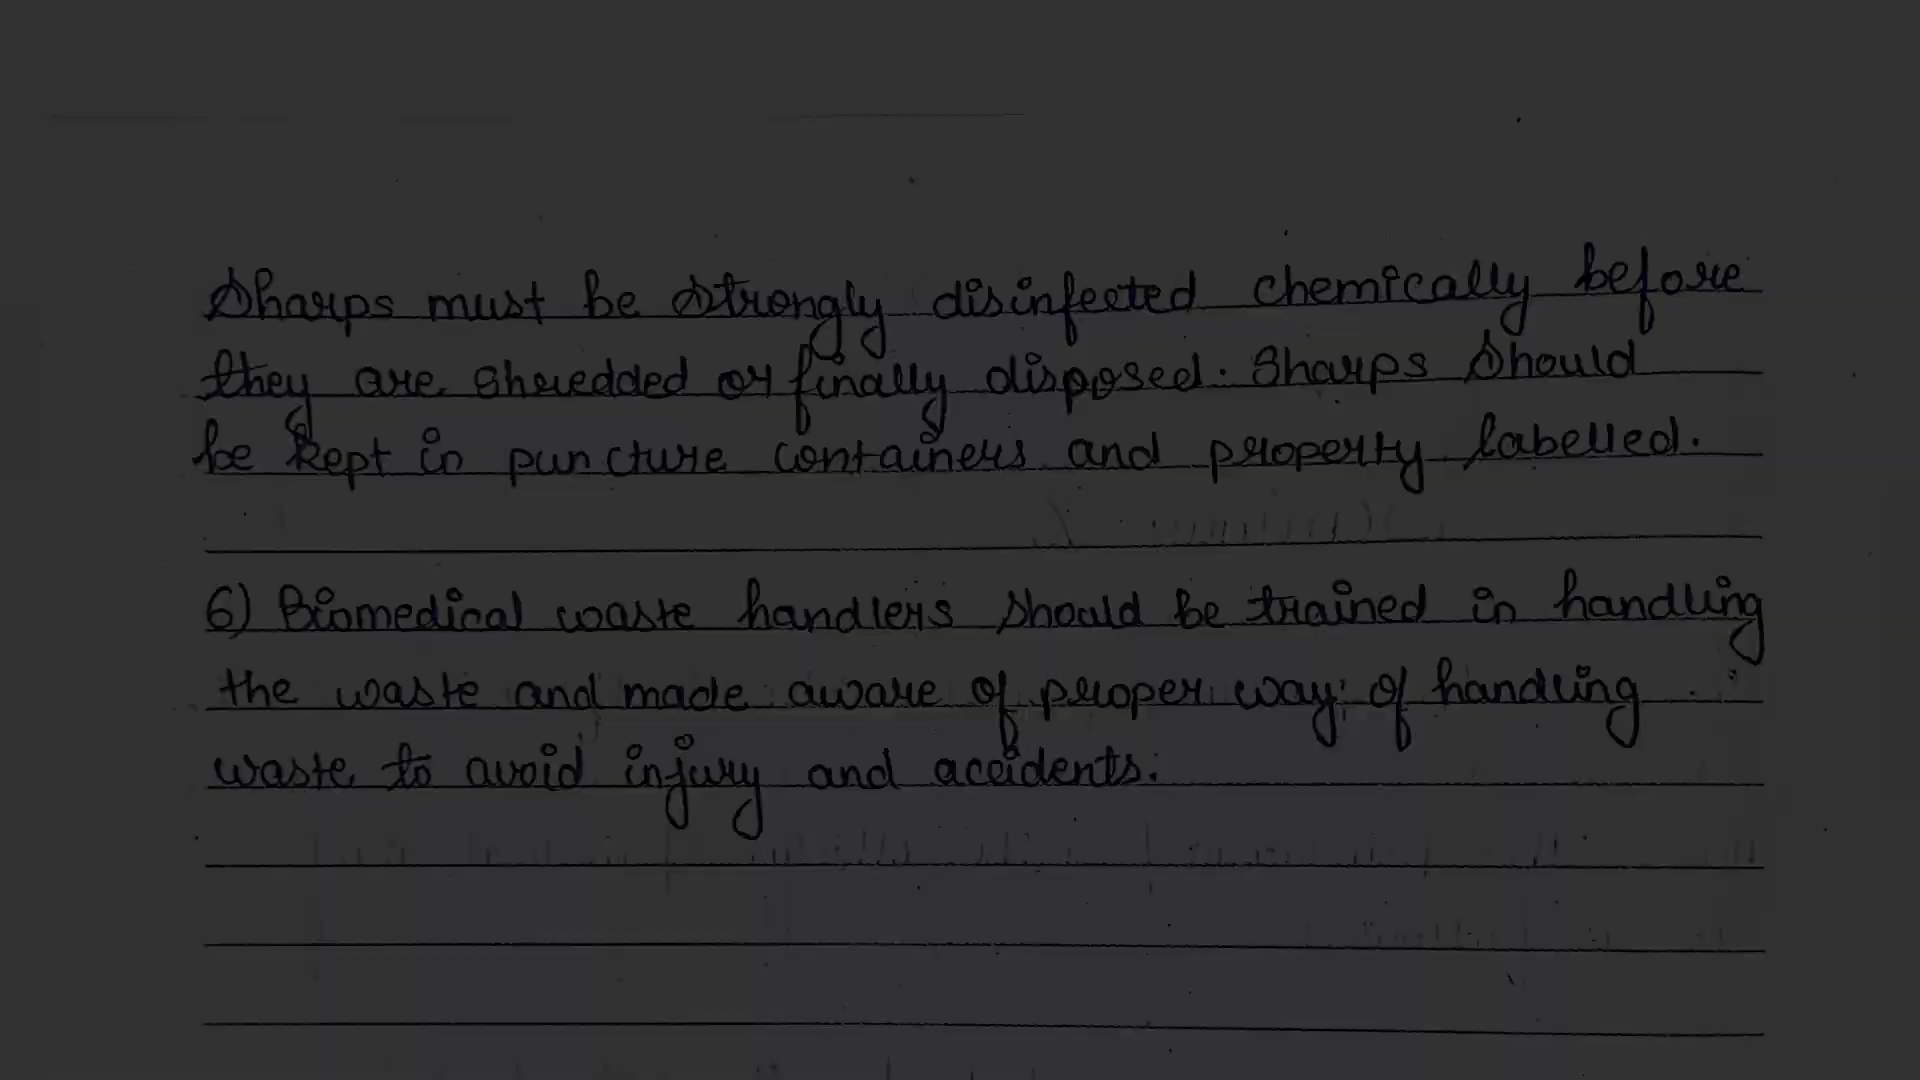 Sharps must be strongly disinfected chemically before
they are shredded or finally disposed. Sharps should
be kept in puncture containers and property labelled.
6) Biomedical waste handlers should be trained in handling
the waste and made aware of proper way of handling
waste to avoid injury and accidents.